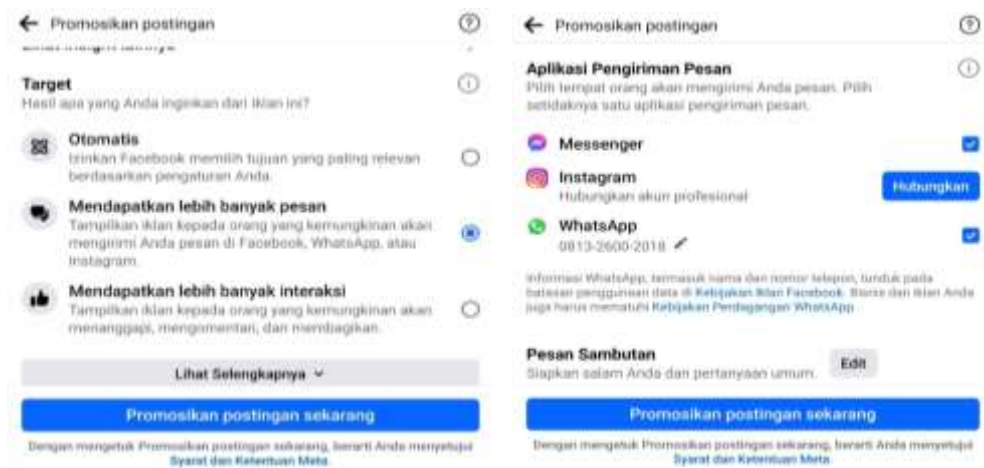 Promosikan postingan
Target
Hasil apa yang Anda inginkan dari iklan ini?
Otomatis
Izinkan Facebook memilih tujuan yang paling relevan
berdasarkan pengaturan Anda.
Mendapatkan lebih banyak pesan
Tampilkan iklan kepada orang yang kemungkinan akan
mengirimi Anda pesan di Facebook, WhatsApp, atau
Instagram.
Mendapatkan lebih banyak interaksi
Tampilkan iklan kepada orang yang kemungkinan akan
menanggapi, mengomentari, dan membagikan.
Lihat Selengkapnya
Promosikan postingan sekarang
Dengan mengetuk Promosikan postingan sekarang, berarti Anda menyetujui
Syarat dan Ketentuan Meta.
Promosikan postingan
Aplikasi Pengiriman Pesan
Pilih tempat orang akan mengirimi Anda pesan. Pilih
setidaknya satu aplikasi pengiriman pesan.
Messenger
Instagram
Hubungkan akun profesional
Hubungkan
WhatsApp
0813-2600-2018
Informasi WhatsApp, termasuk nama dan nomor telepon, tunduk pada
batasan penggunaan data di Kebijakan Iklan Facebook. Bisnis dan Iklan Anda
juga harus mematuhi Kebijakan Perdagangan WhatsApp.
Pesan Sambutan
Siapkan salam Anda dan pertanyaan umum.
Edit
Promosikan postingan sekarang
Dengan mengetuk Promosikan postingan sekarang, berarti Anda menyetujui
Syarat dan Ketentuan Meta.